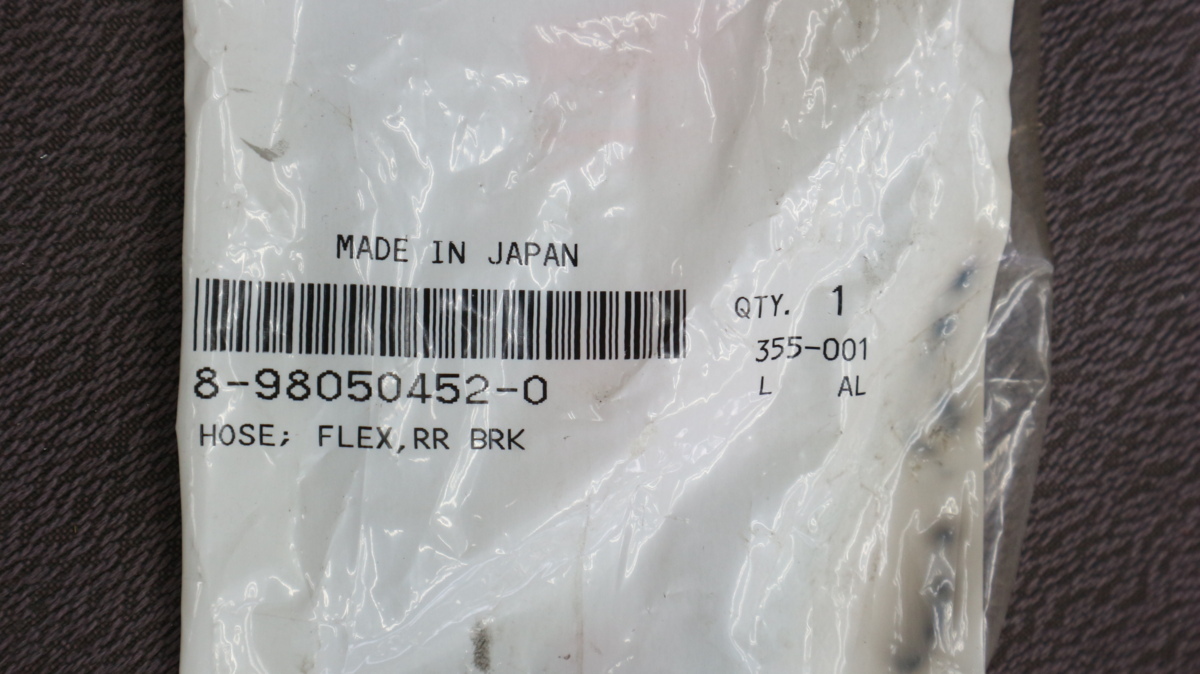 MADE IN JAPAN
QTY. 1
8-98050452-0
355-001
L AL
HOSE; FLEX,RR BRK